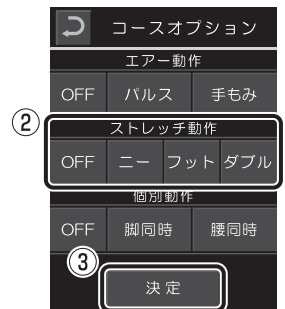 コースオプション
エアー動作
OFF パルス 手もみ
②
ストレッチ動作
OFF ニー フット ダブル
個別動作
OFF 脚同時 腰同時
③
決定